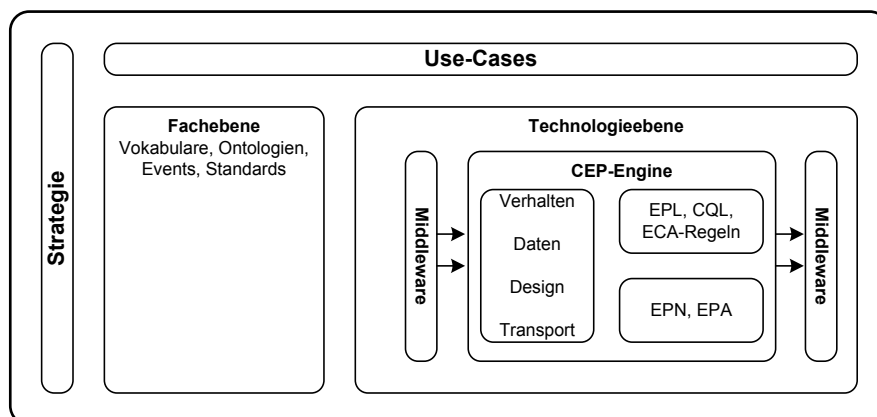 Strategie
Use-Cases
Fachebene
Vokabulare, Ontologien,
Events, Standards
Technologieebene
Middleware
CEP-Engine
Verhalten
Daten
Design
Transport
EPL, CQL,
ECA-Regeln
EPN, EPA
Middleware